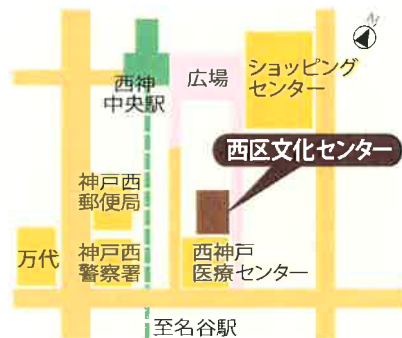 N
西神
中央駅
広場
ショッピング
センター
西区文化センター
神戸西
郵便局
万代
神戸西
警察署
西神戸
医療センター
至名谷駅